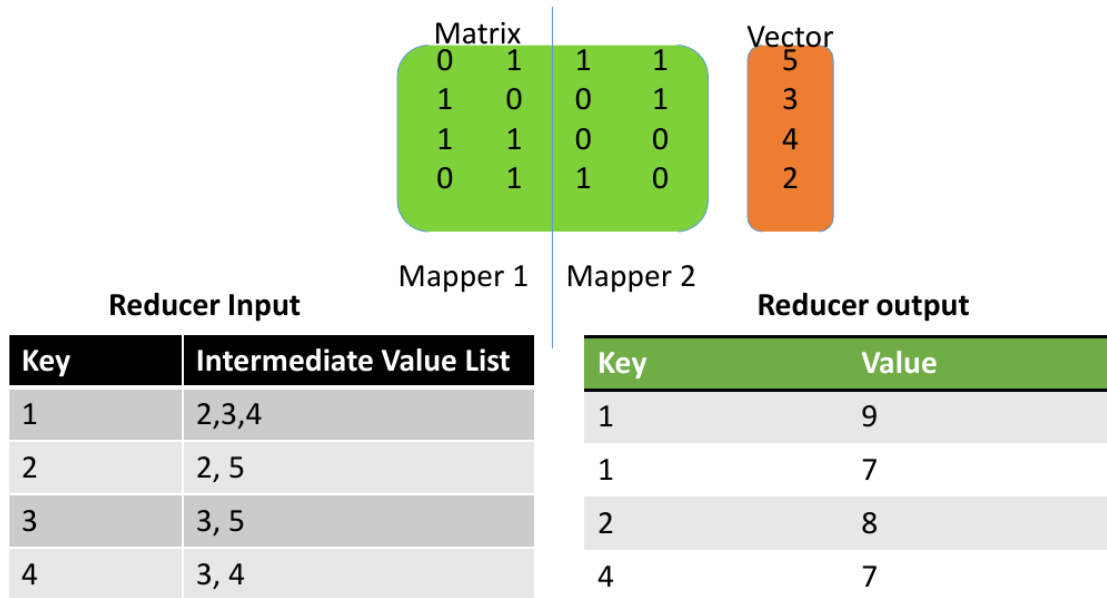 Matrix Vector
0 1 1 1 5
1 0 0 1 3
1 1 0 0 4
0 1 1 0 2
Mapper 1 Mapper 2
Reducer Input
Key Intermediate Value List
1 2,3,4
2 2, 5
3 3, 5
4 3, 4
Reducer output
Key Value
1 9
1 7
2 8
4 7